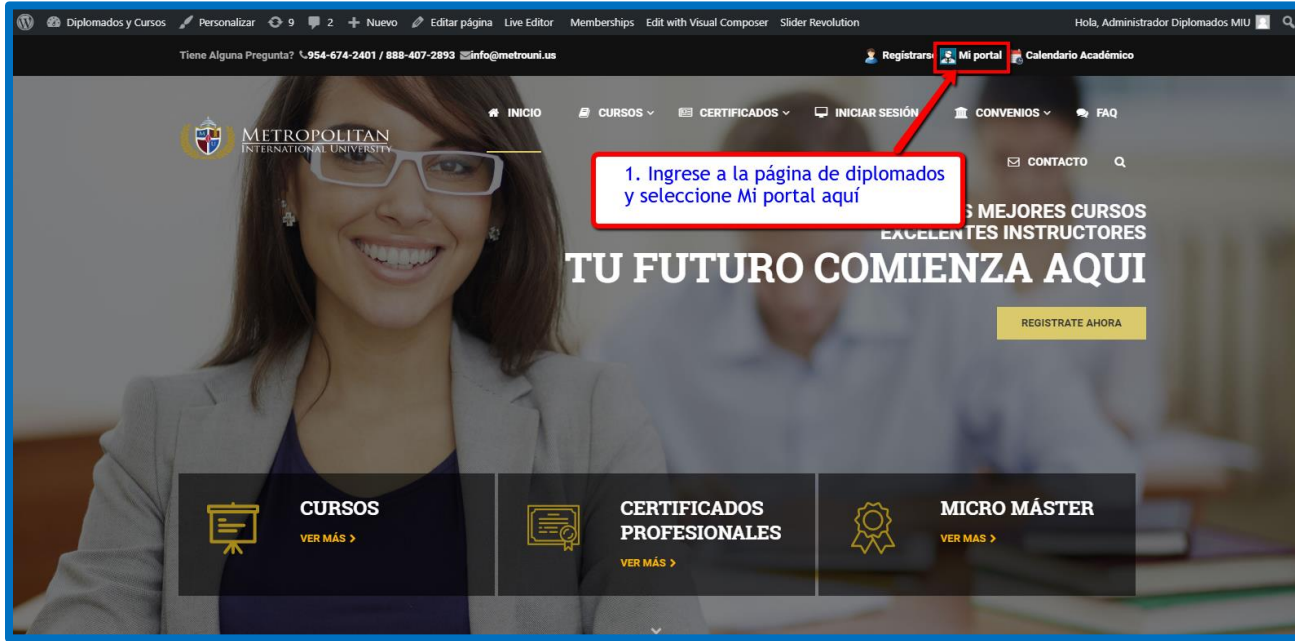 Diplomados y Cursos Personalizar 9 2 + Nuevo Editar página Live Editor Memberships Edit with Visual Composer Slider Revolution Hola, Administrador Diplomados MIU
Tiene Alguna Pregunta? 954-674-2401 / 888-407-2893 info@metrouni.us Registrarse Mi portal Calendario Académico
INICIO CURSOS CERTIFICADOS INICIAR SESIÓN CONVENIOS FAQ
METROPOLITAN
INTERNATIONAL UNIVERSITY
CONTACTO
1. Ingrese a la página de diplomados
y seleccione Mi portal aquí
MEJORES CURSOS
EXCELENTES INSTRUCTORES
TU FUTURO COMIENZA AQUI
REGISTRATE AHORA
CURSOS
VER MÁS >
CERTIFICADOS
PROFESIONALES
VER MÁS >
MICRO MÁSTER
VER MAS >